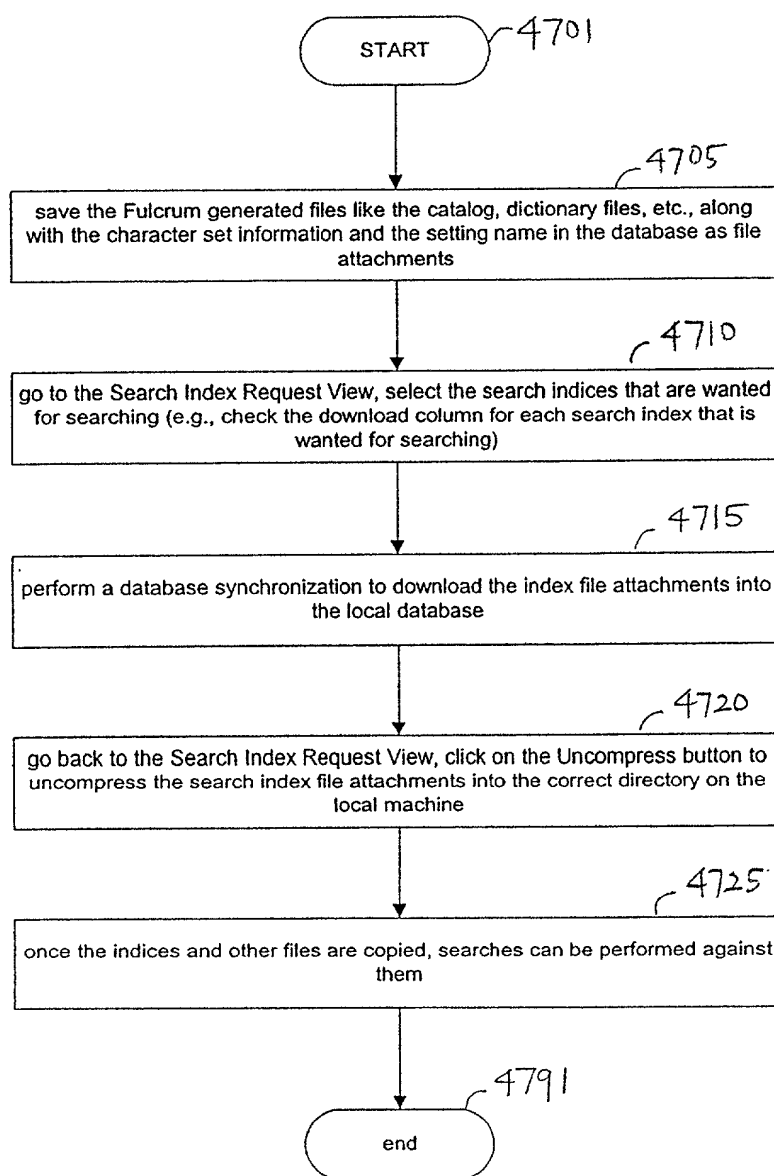 START
4701
4705
save the Fulcrum generated files like the catalog, dictionary files, etc., along
with the character set information and the setting name in the database as file
attachments
4710
go to the Search Index Request View, select the search indices that are wanted
for searching (e.g., check the download column for each search index that is
wanted for searching)
4715
perform a database synchronization to download the index file attachments into
the local database
4720
go back to the Search Index Request View, click on the Uncompress button to
uncompress the search index file attachments into the correct directory on the
local machine
4725
once the indices and other files are copied, searches can be performed against
them
4791
end